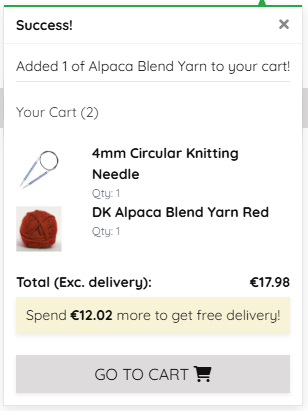 Success!
Added 1 of Alpaca Blend Yarn to your cart!
Your Cart (2)
4mm Circular Knitting
Needle
Qty: 1
DK Alpaca Blend Yarn Red
Qty: 1
Total (Exc. delivery): €17.98
Spend €12.02 more to get free delivery!
GO TO CART